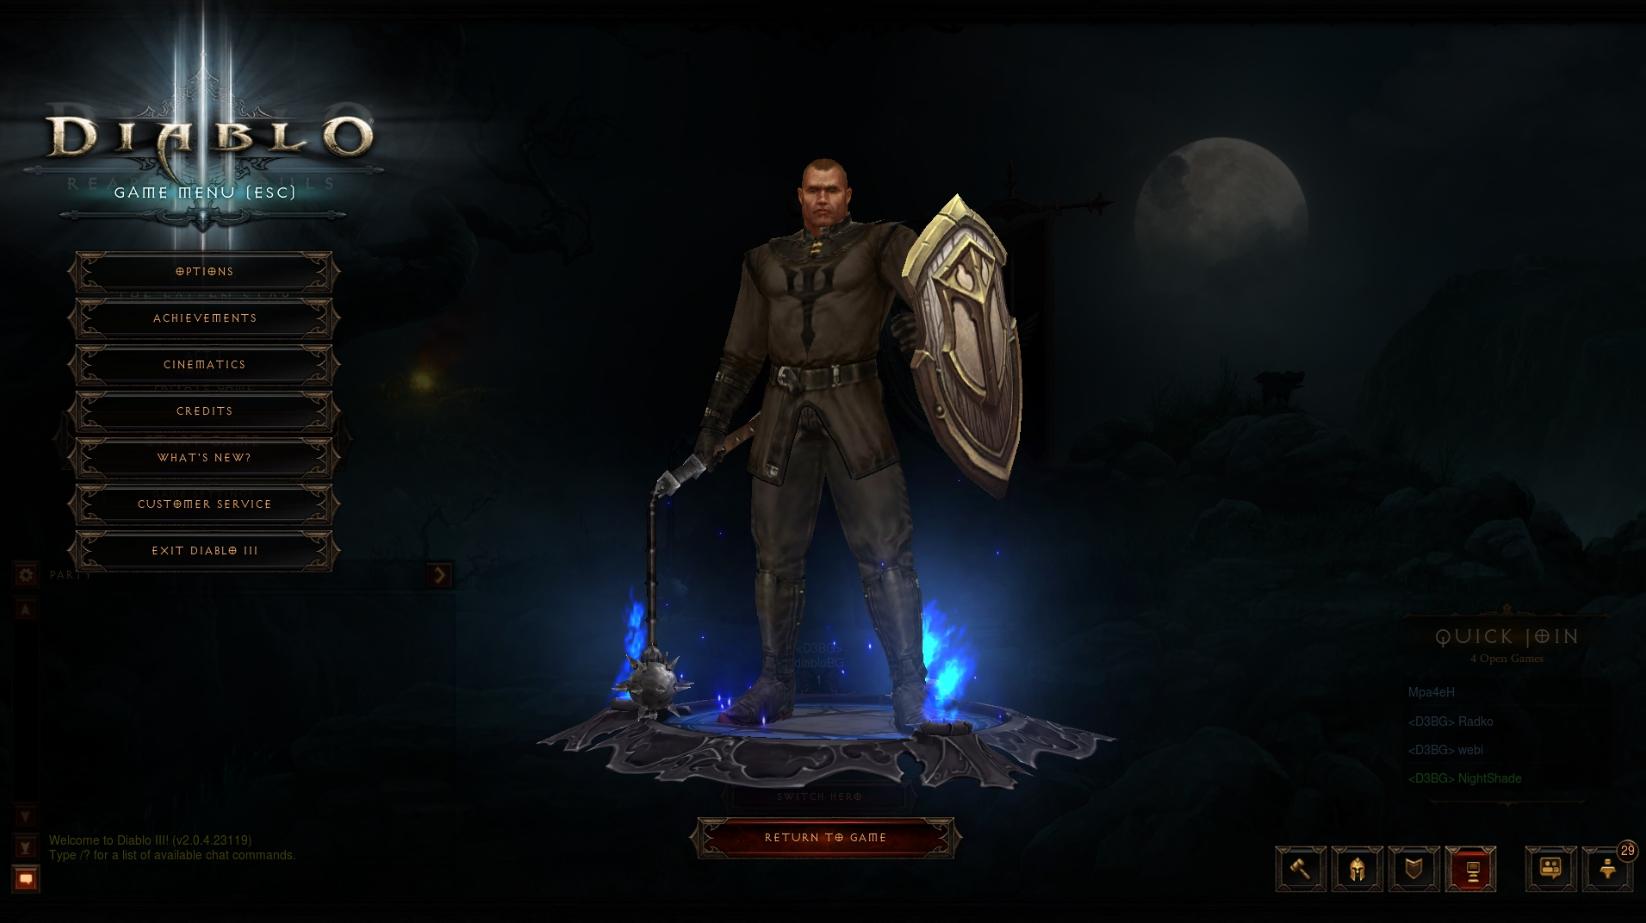 DIABLO
GAME MENU (ESC)
OPTIONS
ACHIEVEMENTS
CINEMATICS
CREDITS
WHAT'S NEW?
CUSTOMER SERVICE
EXIT DIABLO III
PARTY
<D3BG>
diabloBG
QUICK JOIN
4 Open Games
Mpa4eH
<D3BG> Radko
<D3BG> webi
<D3BG> NightShade
SWITCH HERO
RETURN TO GAME
Welcome to Diablo III! (v2.0.4.23119)
Type /? for a list of available chat commands.
29